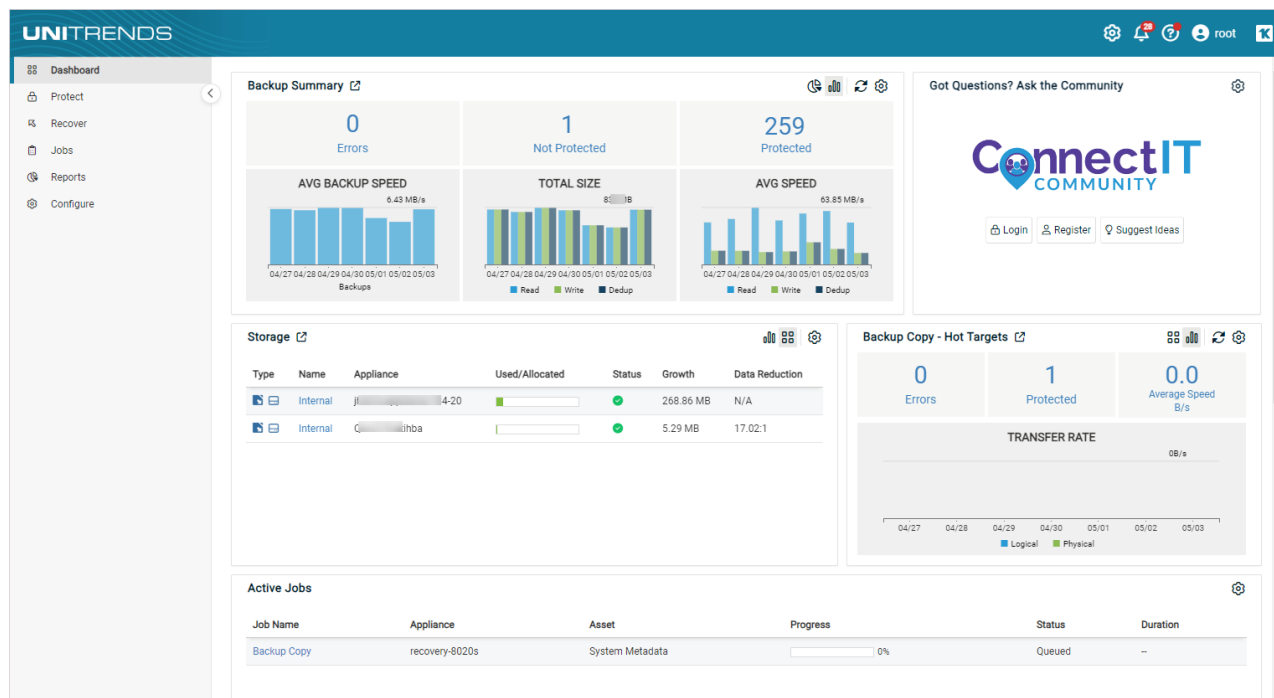 UNITRENDS
28
root
Dashboard
Protect
Recover
Jobs
Reports
Configure
Backup Summary
0
Errors
1
Not Protected
259
Protected
AVG BACKUP SPEED
6.43 MB/s
04/27 04/28 04/29 04/30 05/01 05/02 05/03
Backups
TOTAL SIZE
04/27 04/28 04/29 04/30 05/01 05/02 05/03
Read Write Dedup
AVG SPEED
63.85 MB/s
04/27 04/28 04/29 04/30 05/01 05/02 05/03
Read Write Dedup
Got Questions? Ask the Community
ConnectIT
COMMUNITY
Login Register Suggest Ideas
Storage
Type Name Appliance Used/Allocated Status Growth Data Reduction
Internal 4-20 268.86 MB N/A
Internal ihba 5.29 MB 17.02:1
Backup Copy - Hot Targets
0
Errors
1
Protected
0.0
Average Speed
B/s
TRANSFER RATE
0B/s
04/27 04/28 04/29 04/30 05/01 05/02 05/03
Logical Physical
Active Jobs
Job Name Appliance Asset Progress Status Duration
Backup Copy recovery-8020s System Metadata 0% Queued --